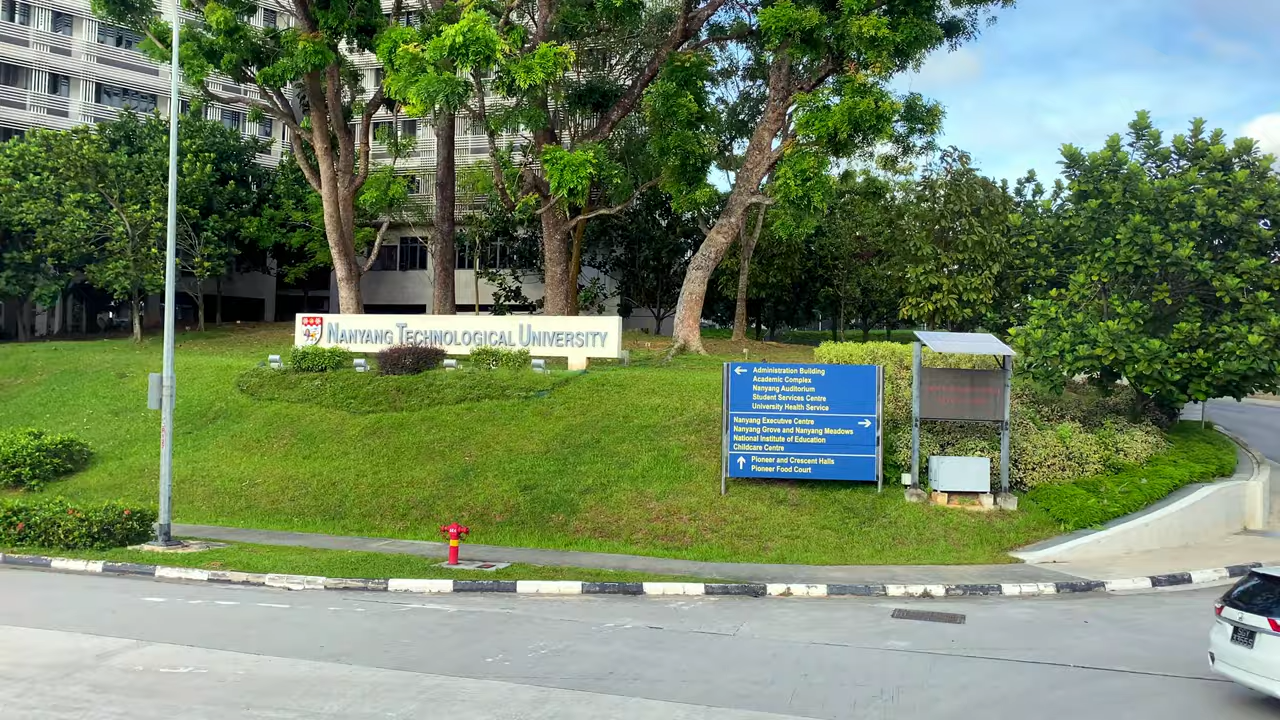 NANYANG TECHNOLOGICAL UNIVERSITY
Administration Building
Academic Complex
Nanyang Auditorium
Student Services Centre
University Health Service
Nanyang Executive Centre
Nanyang Grove and Nanyang Meadows
National Institute of Education
Childcare Centre
Pioneer and Crescent Halls
Pioneer Food Court